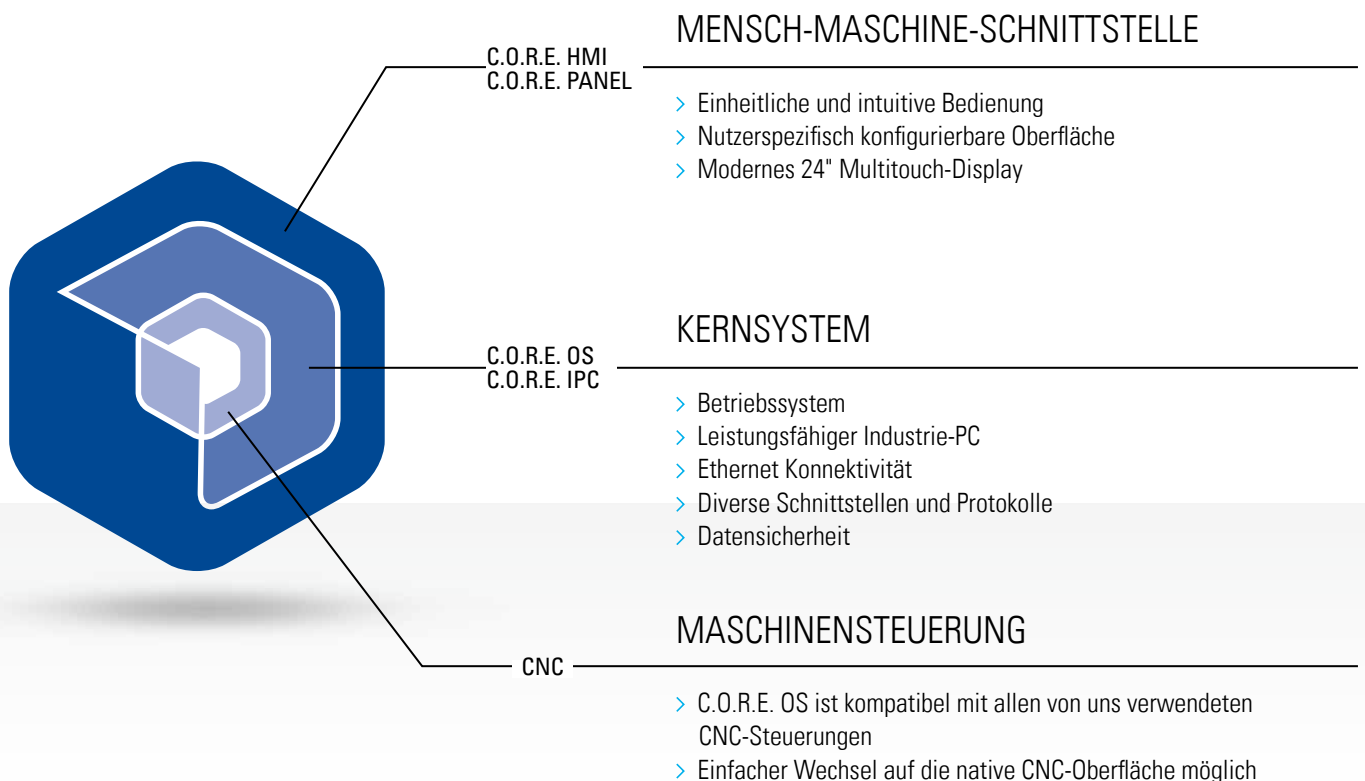 MENSCH-MASCHINE-SCHNITTSTELLE
C.O.R.E. HMI
C.O.R.E. PANEL
> Einheitliche und intuitive Bedienung
> Nutzerspezifisch konfigurierbare Oberfläche
> Modernes 24" Multitouch-Display
KERNSYSTEM
C.O.R.E. OS
C.O.R.E. IPC
> Betriebssystem
> Leistungsfähiger Industrie-PC
> Ethernet Konnektivität
> Diverse Schnittstellen und Protokolle
> Datensicherheit
MASCHINENSTEUERUNG
CNC
> C.O.R.E. OS ist kompatibel mit allen von uns verwendeten
CNC-Steuerungen
> Einfacher Wechsel auf die native CNC-Oberfläche möglich